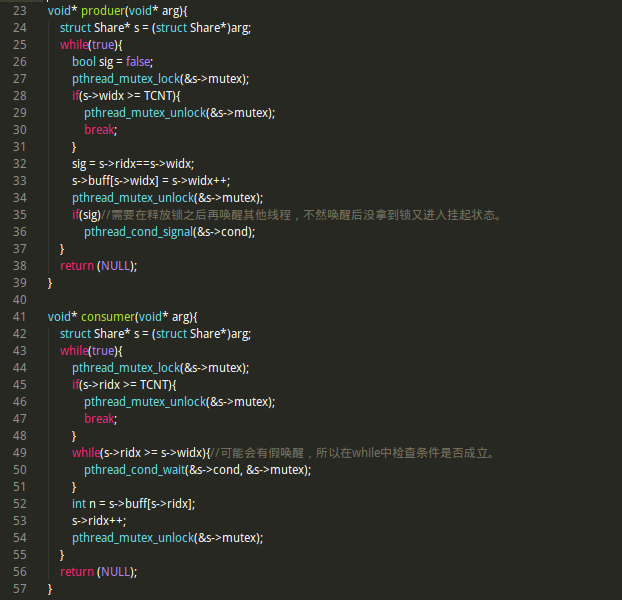 23 void* produer(void* arg){
24 struct Share* s = (struct Share*)arg;
25 while(true){
26 bool sig = false;
27 pthread_mutex_lock(&s->mutex);
28 if(s->widx >= TCNT){
29 pthread_mutex_unlock(&s->mutex);
30 break;
31 }
32 sig = s->ridx==s->widx;
33 s->buff[s->widx] = s->widx++;
34 pthread_mutex_unlock(&s->mutex);
35 if(sig)//需要在释放锁之后再唤醒其他线程，不然唤醒后没拿到锁又进入挂起状态。
36 pthread_cond_signal(&s->cond);
37 }
38 return (NULL);
39 }
40
41 void* consumer(void* arg){
42 struct Share* s = (struct Share*)arg;
43 while(true){
44 pthread_mutex_lock(&s->mutex);
45 if(s->ridx >= TCNT){
46 pthread_mutex_unlock(&s->mutex);
47 break;
48 }
49 while(s->ridx >= s->widx){//可能会有假唤醒，所以在while中检查条件是否成立。
50 pthread_cond_wait(&s->cond, &s->mutex);
51 }
52 int n = s->buff[s->ridx];
53 s->ridx++;
54 pthread_mutex_unlock(&s->mutex);
55 }
56 return (NULL);
57 }